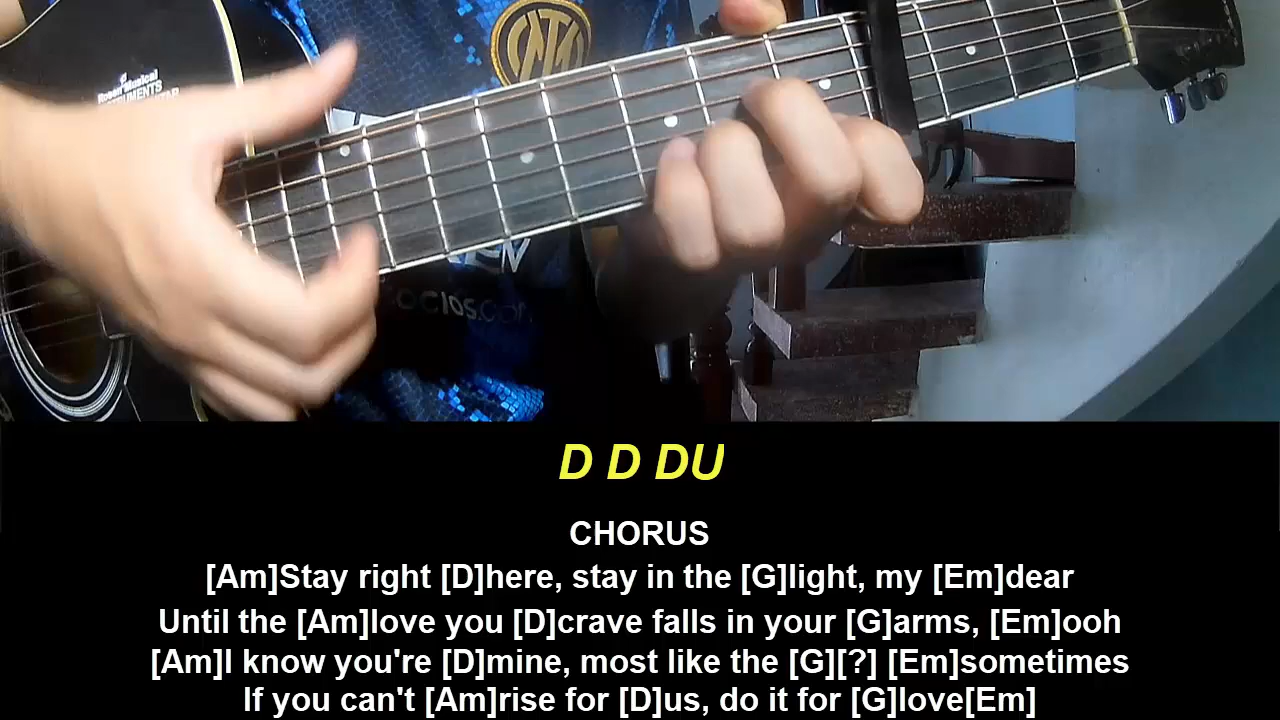 INSTRUMENTS
D D DU
CHORUS
[Am]Stay right [D]here, stay in the [G]light, my [Em]dear
Until the [Am]love you [D]crave falls in your [G]arms, [Em]ooh
[Am]I know you're [D]mine, most like the [G][?] [Em]sometimes
If you can't [Am]rise for [D]us, do it for [G]love[Em]